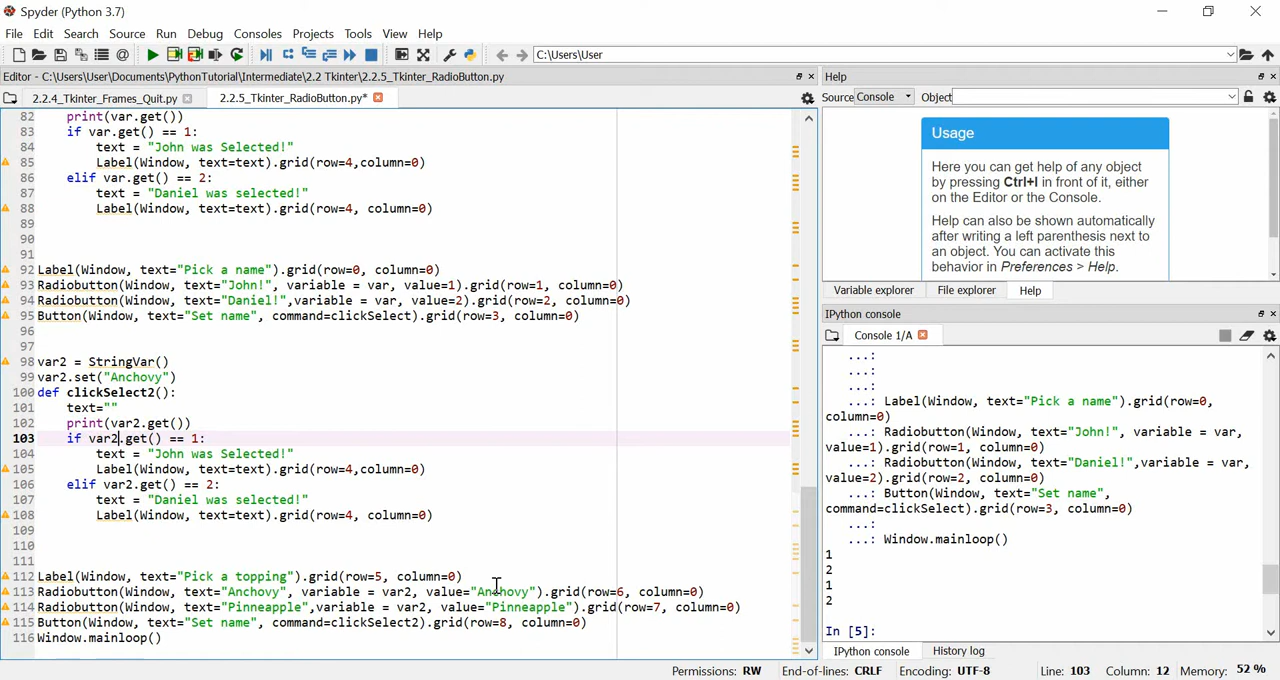 Spyder (Python 3.7)
File Edit Search Source Run Debug Consoles Projects Tools View Help
C:\Users\User
Editor - C:\Users\User\Documents\PythonTutorial\Intermediate\2.2 Tkinter\2.2.5_Tkinter_RadioButton.py
2.2.4_Tkinter_Frames_Quit.py 2.2.5_Tkinter_RadioButton.py*
82 print(var.get())
83 if var.get() == 1:
84 text = "John was Selected!"
85 Label(Window, text=text).grid(row=4,column=0)
86 elif var.get() == 2:
87 text = "Daniel was selected!"
88 Label(Window, text=text).grid(row=4, column=0)
89
90
91
92 Label(Window, text="Pick a name").grid(row=0, column=0)
93 Radiobutton(Window, text="John!", variable = var, value=1).grid(row=1, column=0)
94 Radiobutton(Window, text="Daniel!",variable = var, value=2).grid(row=2, column=0)
95 Button(Window, text="Set name", command=clickSelect).grid(row=3, column=0)
96
97
98 var2 = StringVar()
99 var2.set("Anchovy")
100 def clickSelect2():
101 text=""
102 print(var2.get())
103 if var2.get() == 1:
104 text = "John was Selected!"
105 Label(Window, text=text).grid(row=4,column=0)
106 elif var2.get() == 2:
107 text = "Daniel was selected!"
108 Label(Window, text=text).grid(row=4, column=0)
109
110
111
112 Label(Window, text="Pick a topping").grid(row=5, column=0)
113 Radiobutton(Window, text="Anchovy", variable = var2, value="Anchovy").grid(row=6, column=0)
114 Radiobutton(Window, text="Pinneapple",variable = var2, value="Pinneapple").grid(row=7, column=0)
115 Button(Window, text="Set name", command=clickSelect2).grid(row=8, column=0)
116 Window.mainloop()
Help
Source Console Object
Usage
Here you can get help of any object
by pressing Ctrl+I in front of it, either
on the Editor or the Console.
Help can also be shown automatically
after writing a left parenthesis next to
an object. You can activate this
behavior in Preferences > Help.
Variable explorer File explorer Help
IPython console
Console 1/A
...:
...:
...:
...: Label(Window, text="Pick a name").grid(row=0,
column=0)
...: Radiobutton(Window, text="John!", variable = var,
value=1).grid(row=1, column=0)
...: Radiobutton(Window, text="Daniel!",variable = var,
value=2).grid(row=2, column=0)
...: Button(Window, text="Set name",
command=clickSelect).grid(row=3, column=0)
...:
...: Window.mainloop()
1
2
1
2
In [5]:
IPython console History log
Permissions: RW End-of-lines: CRLF Encoding: UTF-8 Line: 103 Column: 12 Memory: 52 %